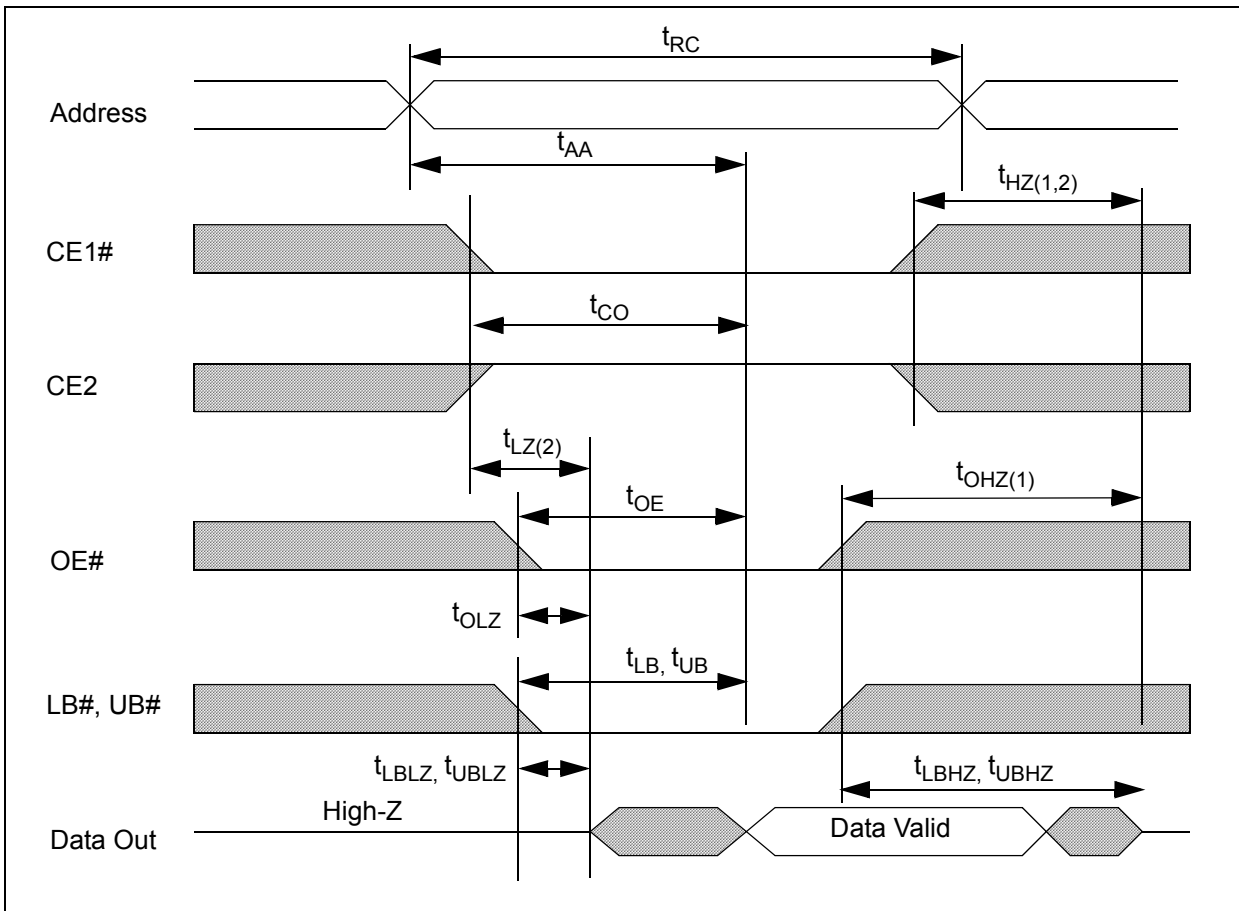 tRC
Address
tAA
tHZ(1,2)
CE1#
tCO
CE2
tLZ(2)
tOHZ(1)
tOE
OE#
tOLZ
tLB, tUB
LB#, UB#
tLBLZ, tUBLZ
tLBHZ, tUBHZ
High-Z
Data Valid
Data Out